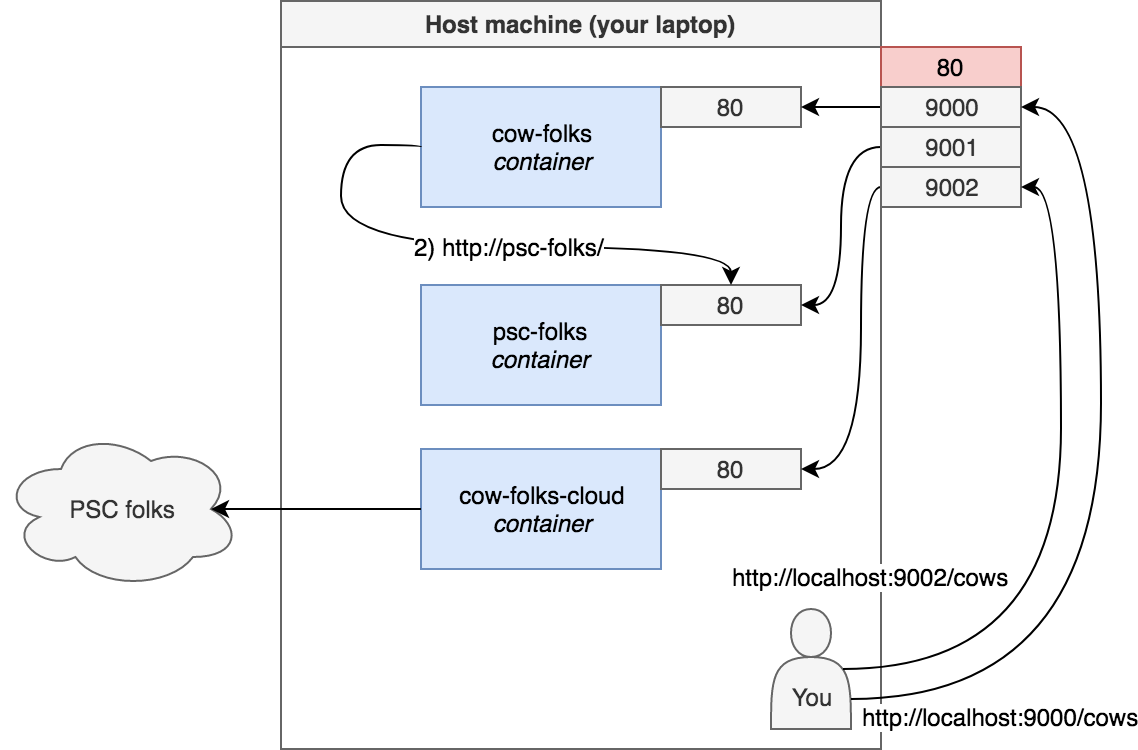 Host machine (your laptop)
80
80
9000
cow-folks
container
9001
9002
2) http://psc-folks/
80
psc-folks
container
80
cow-folks-cloud
container
PSC folks
http://localhost:9002/cows
You
http://localhost:9000/cows